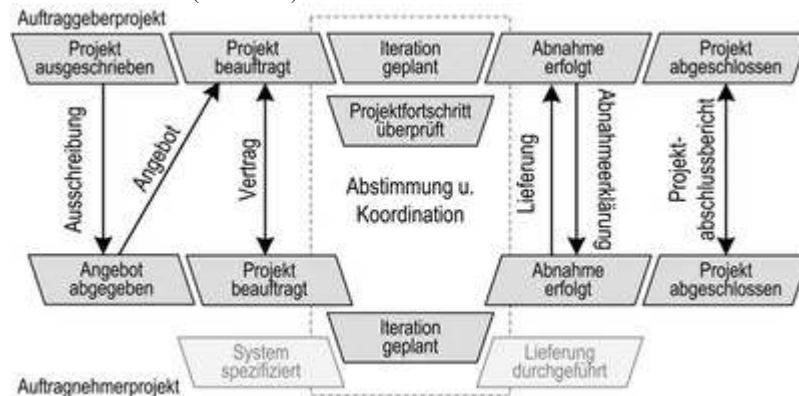 Auftraggeberprojekt
Projekt
ausgeschrieben
Projekt
beauftragt
Iteration
geplant
Abnahme
erfolgt
Projekt
abgeschlossen
Projektfortschritt
überprüft
Ausschreibung
Angebot
Vertrag
Abstimmung u.
Koordination
Lieferung
Abnahmeerklärung
Projekt-
abschlussbericht
Angebot
abgegeben
Projekt
beauftragt
Abnahme
erfolgt
Projekt
abgeschlossen
Iteration
geplant
System
spezifiziert
Lieferung
durchgeführt
Auftragnehmerprojekt